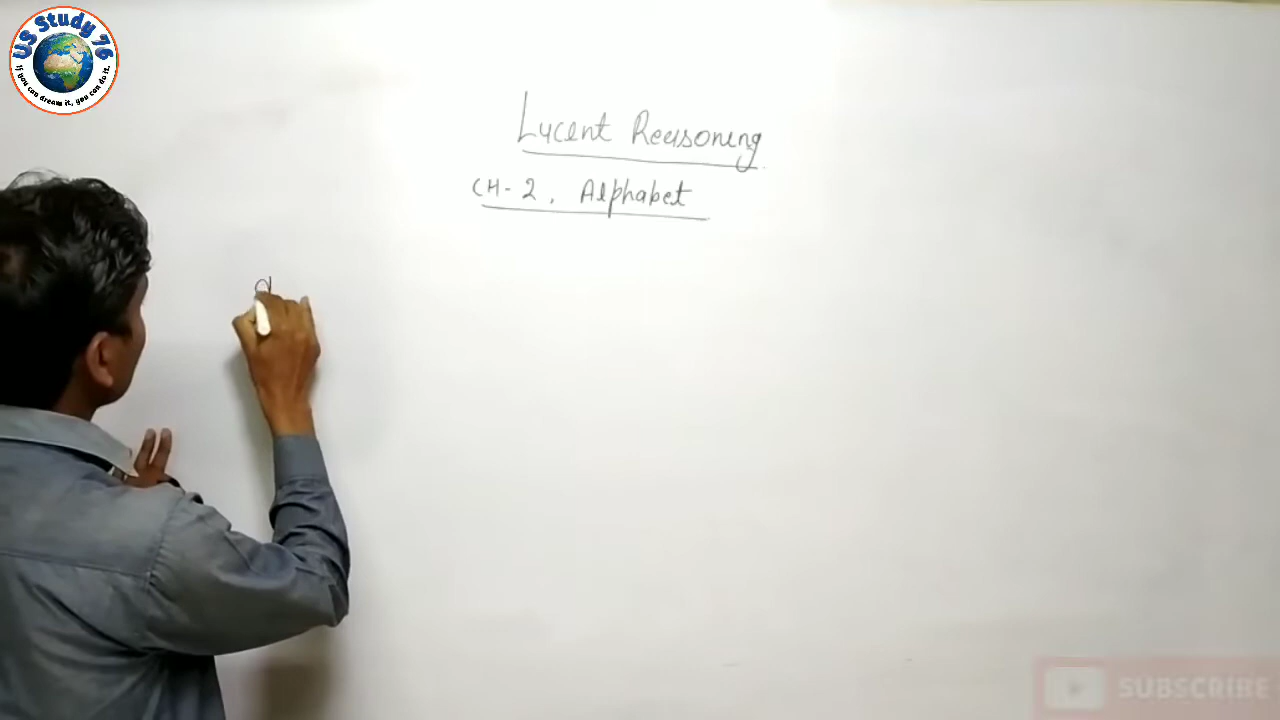 US Study 76
If you can dream it, you can do it.
Lucent Reasoning
CH-2, Alphabet
SUBSCRIBE